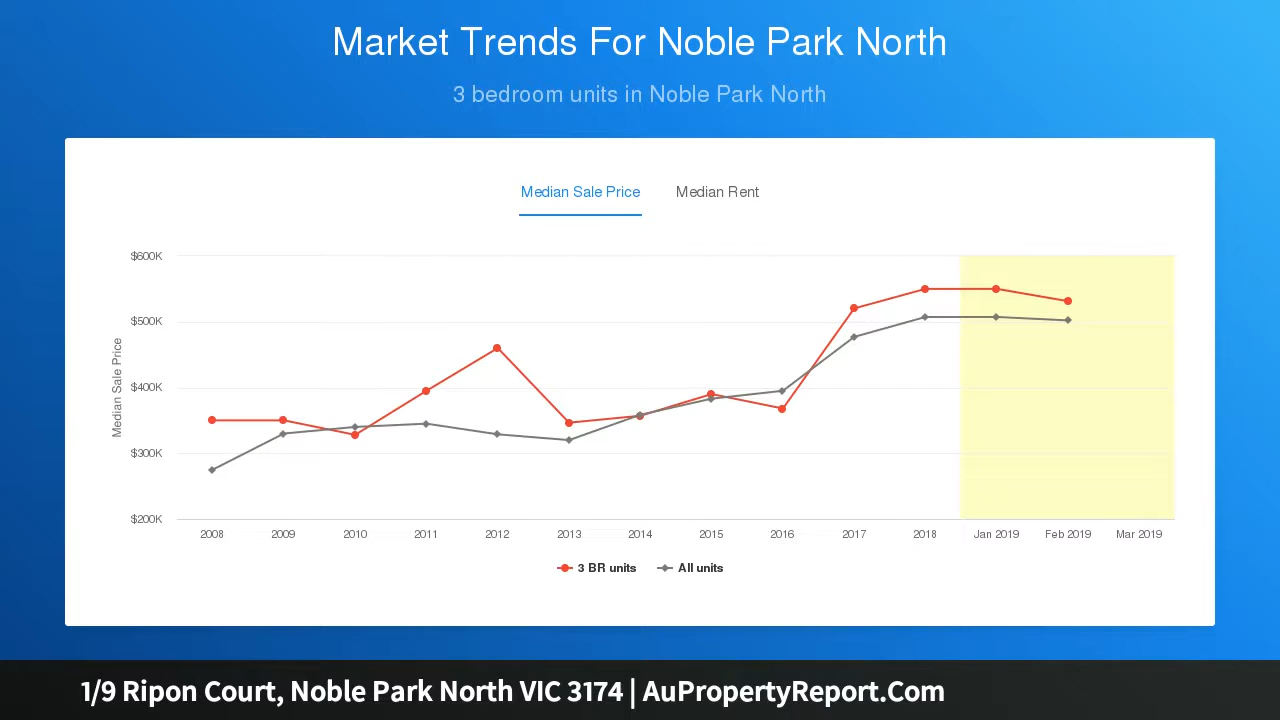 Market Trends For Noble Park North
3 bedroom units in Noble Park North
Median Sale Price Median Rent
$600K
$500K
$400K
$300K
$200K
Median Sale Price
2008 2009 2010 2011 2012 2013 2014 2015 2016 2017 2018 Jan 2019 Feb 2019 Mar 2019
3 BR units All units
1/9 Ripon Court, Noble Park North VIC 3174 | AuPropertyReport.Com